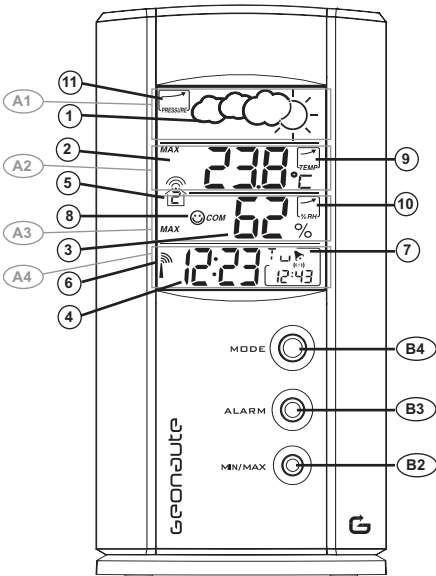 11
A1
PRESSURE
1
2
MAX
A2
23.8 °C
TEMP
9
5
2
8
COM
62
%RH
10
A3
MAX
%
3
7
A4
6
12:23
TU
12:43
4
MODE
B4
ALARM
B3
MIN/MAX
B2
GEONAUTE
G